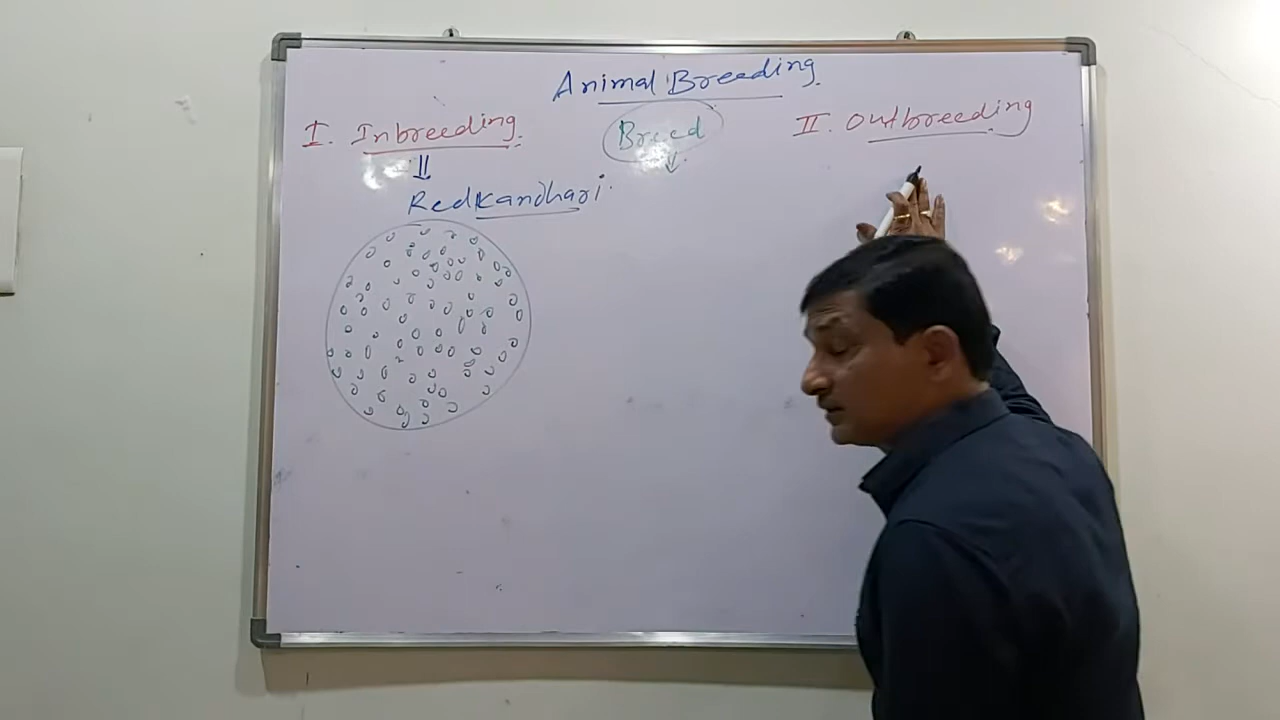 Animal Breeding.
I. Inbreeding.
Breed
II. Outbreeding
Redkandhari.